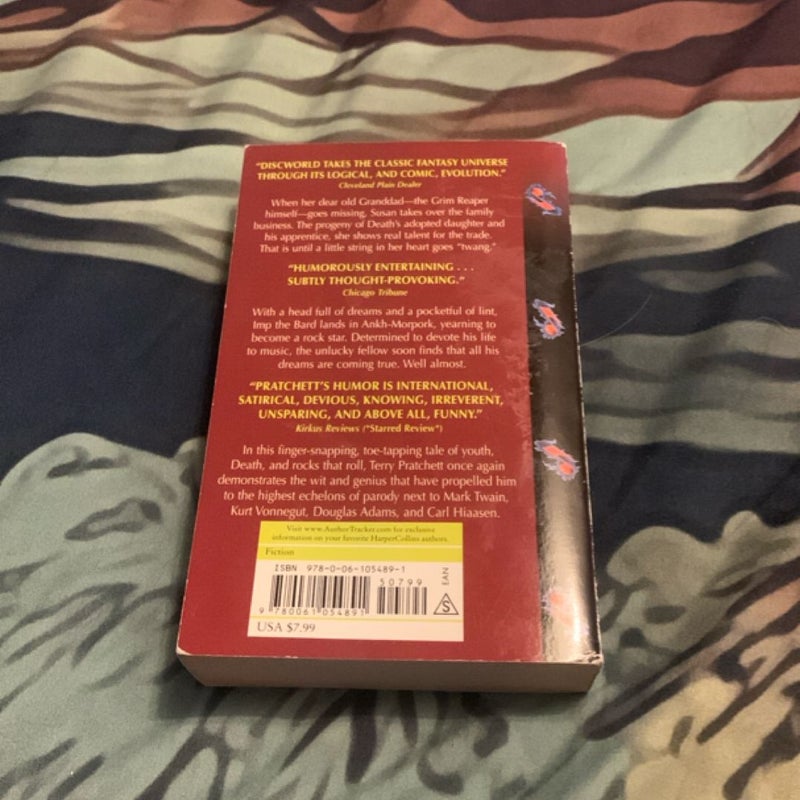 “DISCWORLD TAKES THE CLASSIC FANTASY UNIVERSE
THROUGH ITS LOGICAL, AND COMIC, EVOLUTION.”
Cleveland Plain Dealer
When her dear old Granddad—the Grim Reaper
himself—goes missing, Susan takes over the family
business. The progeny of Death’s adopted daughter and
his apprentice, she shows real talent for the trade.
That is until a little string in her heart goes “twang.”
“HUMOROUSLY ENTERTAINING . . .
SUBTLY THOUGHT-PROVOKING.”
Chicago Tribune
With a head full of dreams and a pocketful of lint,
Imp the Bard lands in Ankh-Morpork, yearning to
become a rock star. Determined to devote his life
to music, the unlucky fellow soon finds that all his
dreams are coming true. Well almost.
“PRATCHETT’S HUMOR IS INTERNATIONAL,
SATIRICAL, DEVIOUS, KNOWING, IRREVERENT,
UNSPARING, AND ABOVE ALL, FUNNY.”
Kirkus Reviews (*Starred Review*)
In this finger-snapping, toe-tapping tale of youth,
Death, and rocks that roll, Terry Pratchett once again
demonstrates the wit and genius that have propelled him
to the highest echelons of parody next to Mark Twain,
Kurt Vonnegut, Douglas Adams, and Carl Hiaasen.
Visit www.AuthorTracker.com for exclusive
information on your favorite HarperCollins authors.
Fiction
ISBN 978-0-06-105489-1
50799
EAN
9 780061 054891
S
USA $7.99